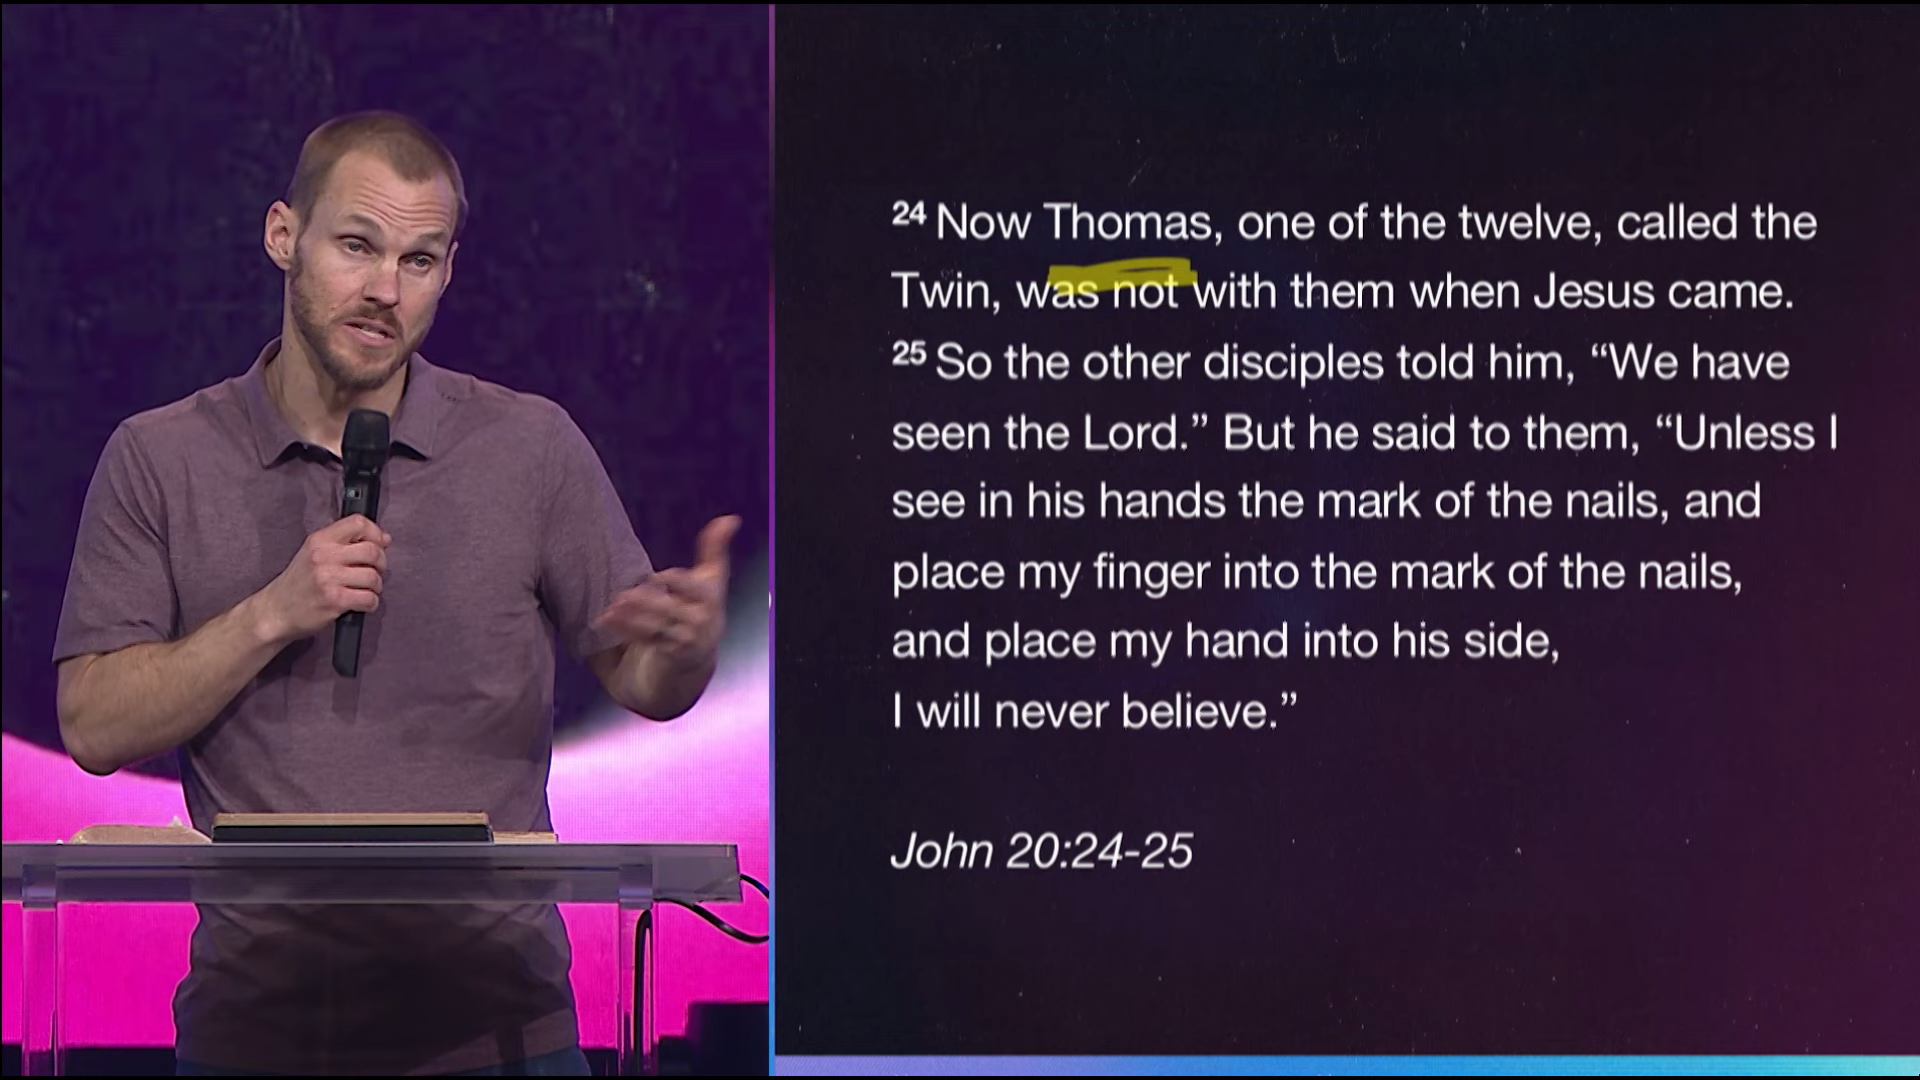 24 Now Thomas, one of the twelve, called the
Twin, was not with them when Jesus came.
25 So the other disciples told him, “We have
seen the Lord.” But he said to them, “Unless I
see in his hands the mark of the nails, and
place my finger into the mark of the nails,
and place my hand into his side,
I will never believe.”
John 20:24-25